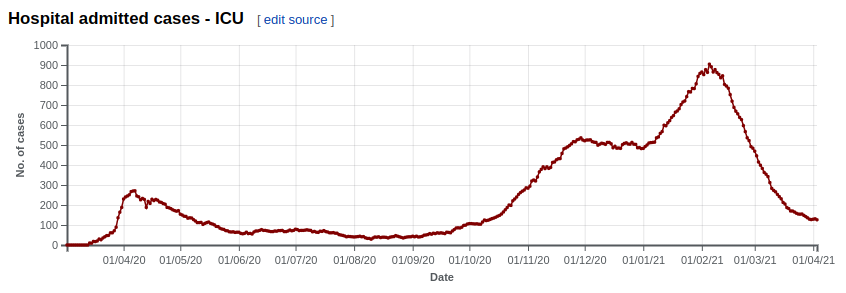 Hospital admitted cases - ICU [ edit source ]
1000
900
800
700
600
500
400
300
200
100
0
No. of cases
01/04/20 01/05/20 01/06/20 01/07/20 01/08/20 01/09/20 01/10/20 01/11/20 01/12/20 01/01/21 01/02/21 01/03/21 01/04/21
Date